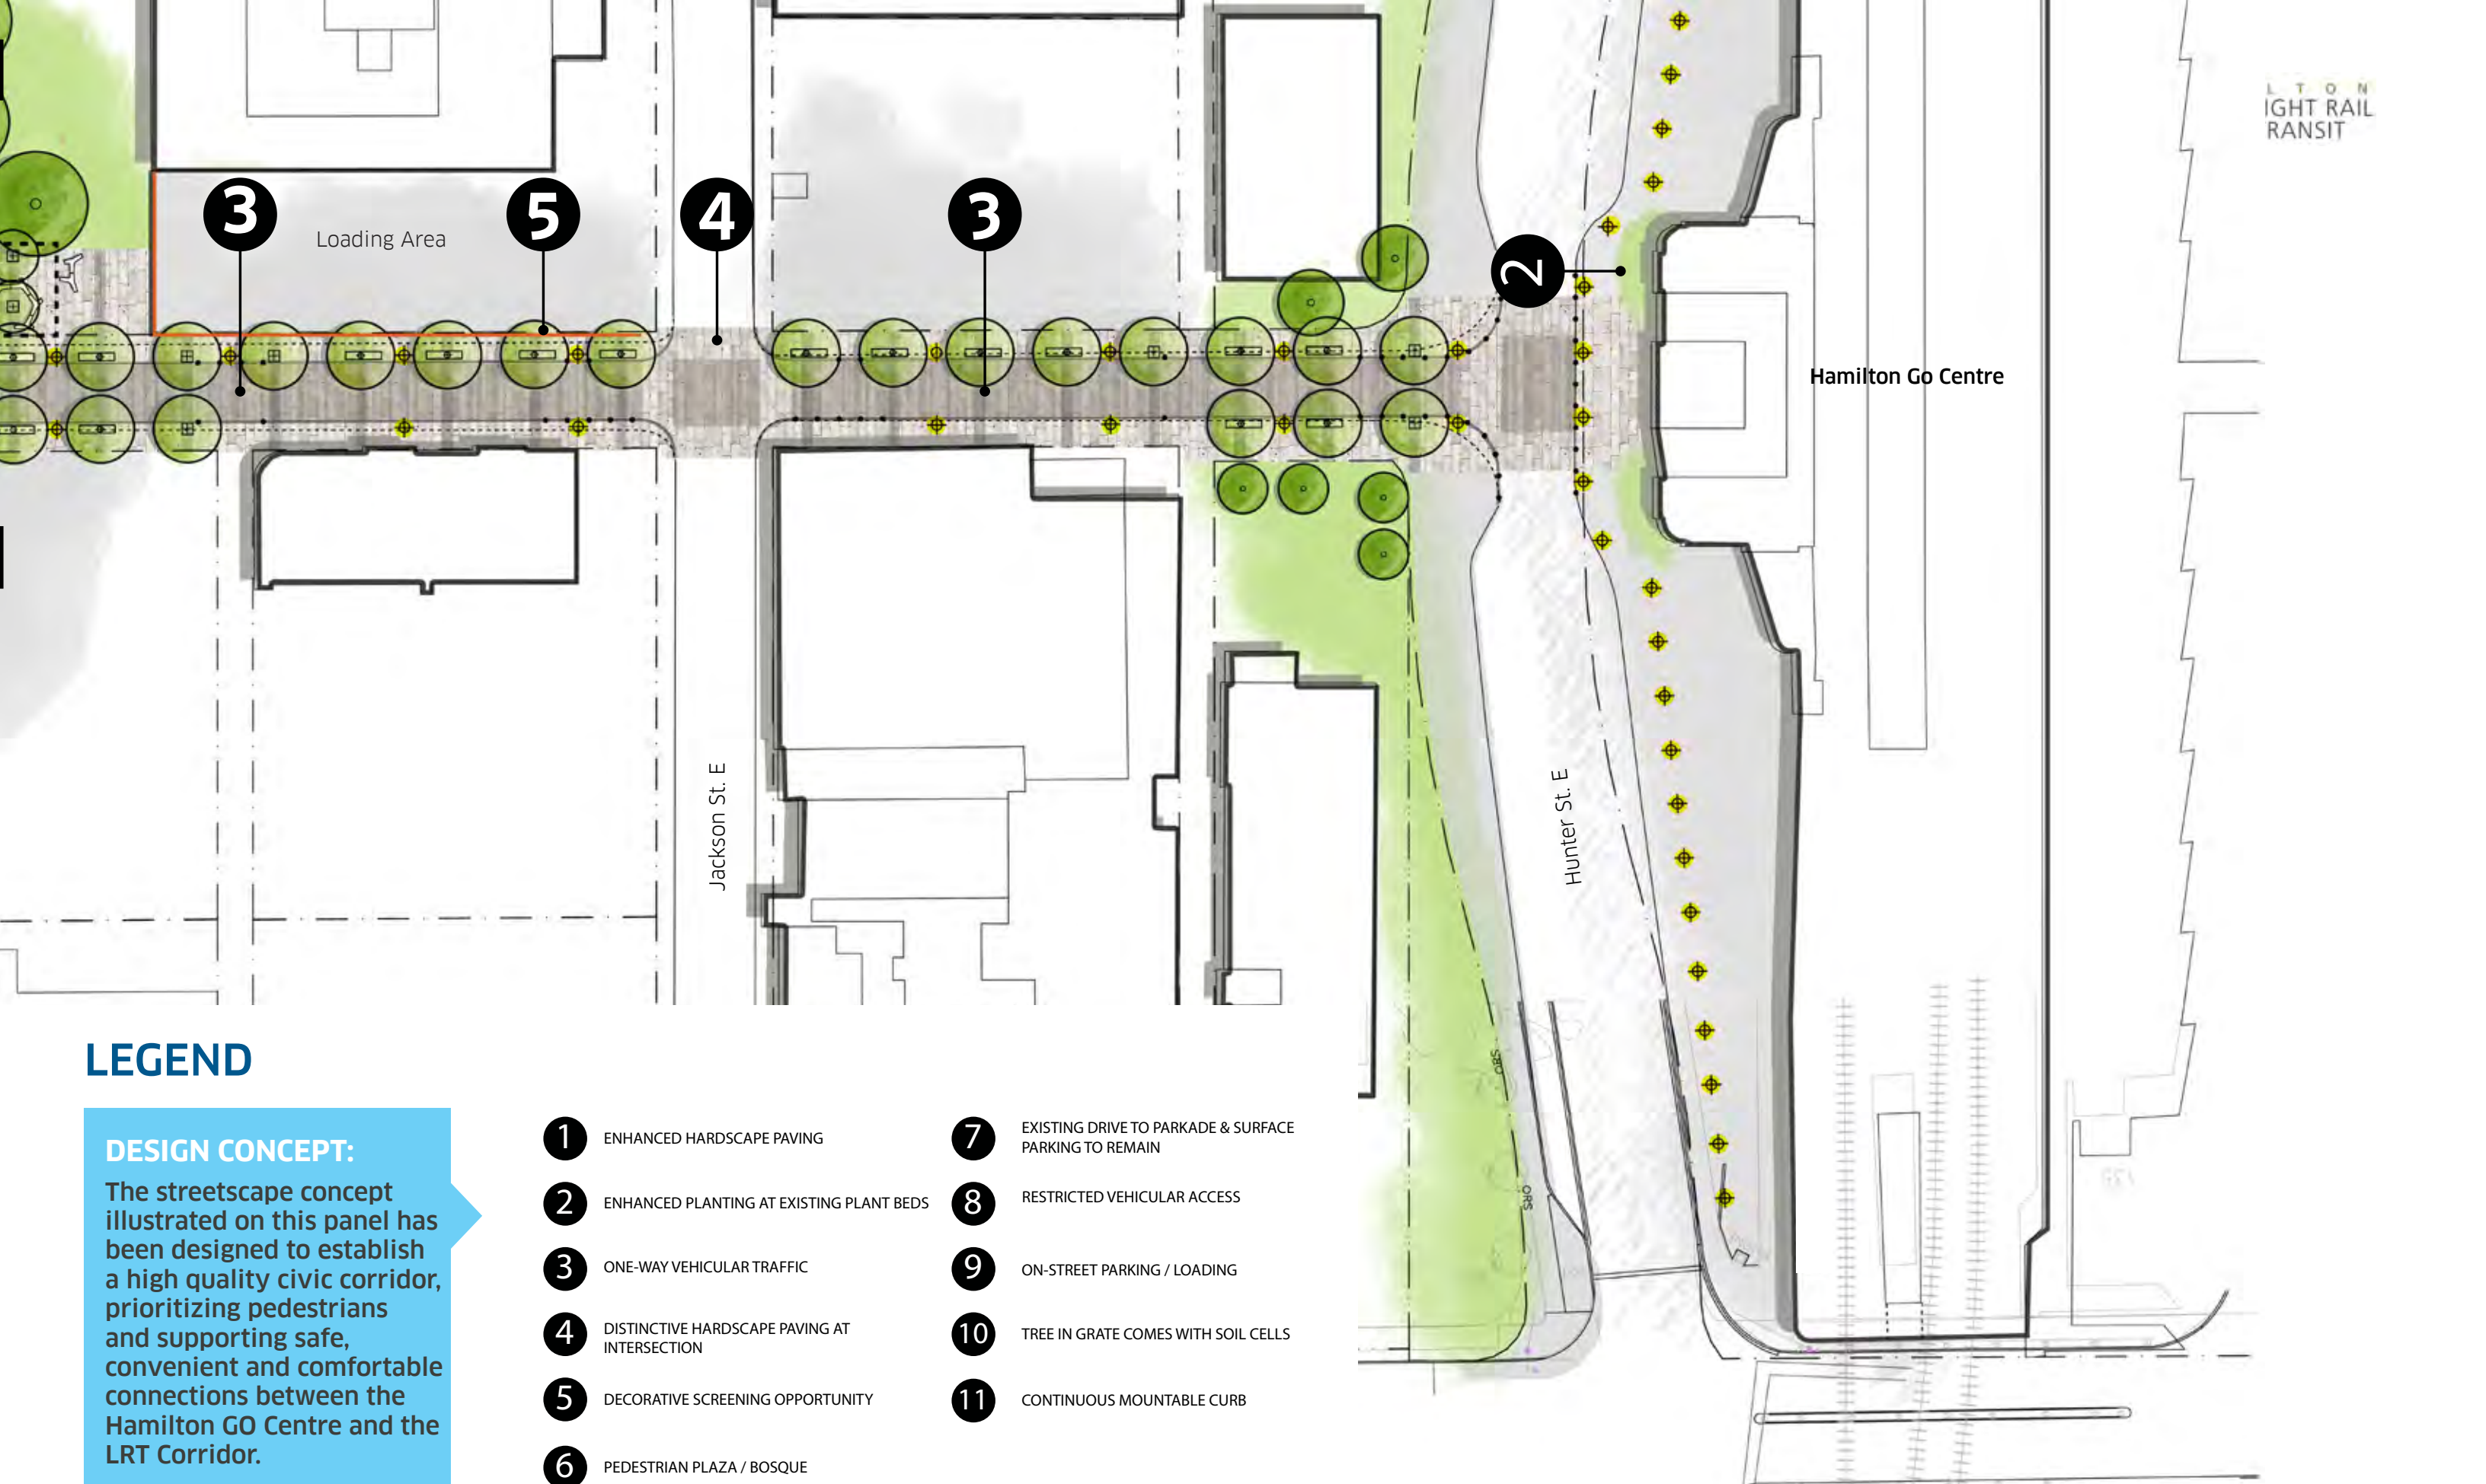 L T O N
IGHT RAIL
RANSIT
3
5
4
3
2
Loading Area
Hamilton Go Centre
Jackson St. E
Hunter St. E
ORS
ORS
LEGEND
DESIGN CONCEPT:
The streetscape concept
illustrated on this panel has
been designed to establish
a high quality civic corridor,
prioritizing pedestrians
and supporting safe,
convenient and comfortable
connections between the
Hamilton GO Centre and the
LRT Corridor.
1 ENHANCED HARDSCAPE PAVING
2 ENHANCED PLANTING AT EXISTING PLANT BEDS
3 ONE-WAY VEHICULAR TRAFFIC
4 DISTINCTIVE HARDSCAPE PAVING AT
INTERSECTION
5 DECORATIVE SCREENING OPPORTUNITY
6 PEDESTRIAN PLAZA / BOSQUE
7 EXISTING DRIVE TO PARKADE & SURFACE
PARKING TO REMAIN
8 RESTRICTED VEHICULAR ACCESS
9 ON-STREET PARKING / LOADING
10 TREE IN GRATE COMES WITH SOIL CELLS
11 CONTINUOUS MOUNTABLE CURB